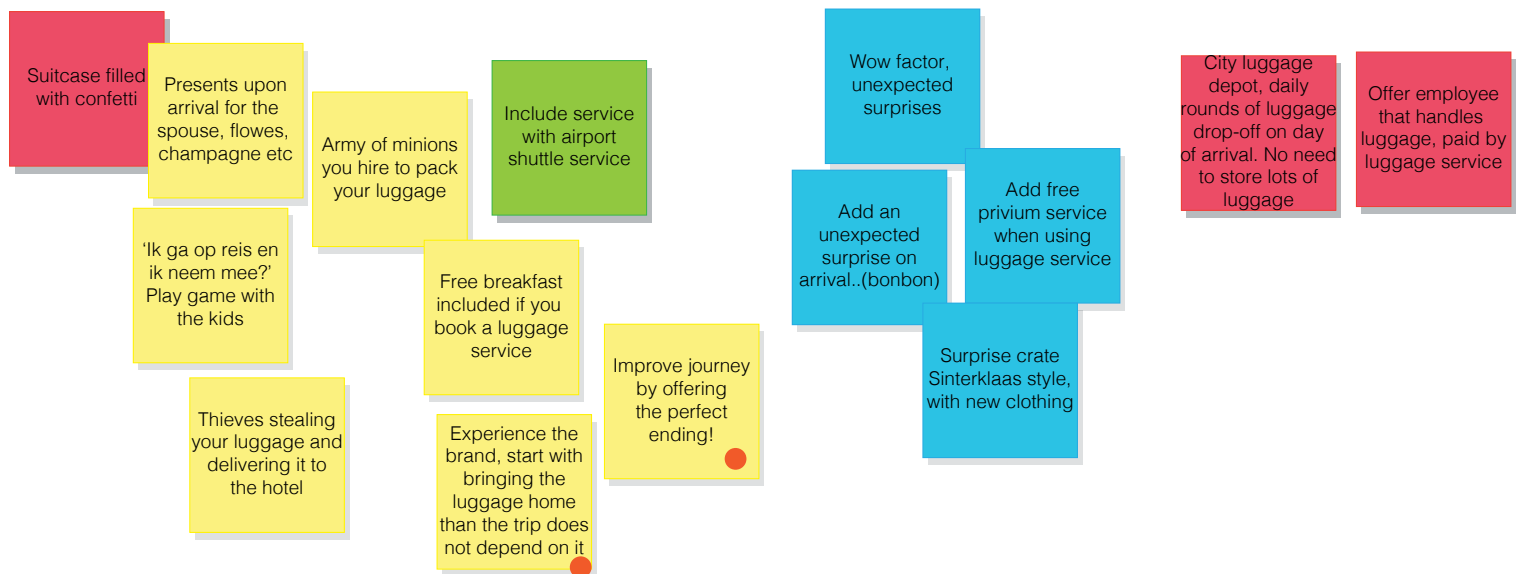 Suitcase filled
with confetti
Presents upon
arrival for the
spouse, flowes,
champagne etc
Army of minions
you hire to pack
your luggage
Include service
with airport
shuttle service
'Ik ga op reis en
ik neem mee?'
Play game with
the kids
Free breakfast
included if you
book a luggage
service
Improve journey
by offering
the perfect
ending!
Thieves stealing
your luggage and
delivering it to
the hotel
Experience the
brand, start with
bringing the
luggage home
than the trip does
not depend on it
Wow factor,
unexpected
surprises
Add an
unexpected
surprise on
arrival..(bonbon)
Add free
privium service
when using
luggage service
Surprise crate
Sinterklaas style,
with new clothing
City luggage
depot, daily
rounds of luggage
drop-off on day
of arrival. No need
to store lots of
luggage
Offer employee
that handles
luggage, paid by
luggage service